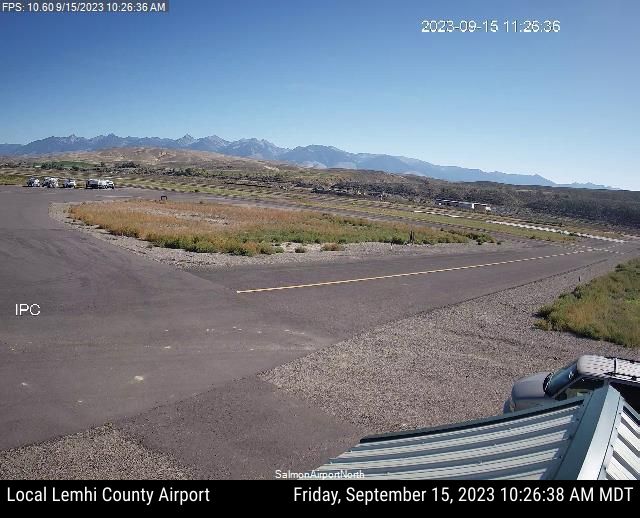 FPS: 10.60 9/15/2023 10:26:36 AM
2023-09-15 11:26:36
IPC
SalmonAirportNorth
Local Lemhi County Airport Friday, September 15, 2023 10:26:38 AM MDT